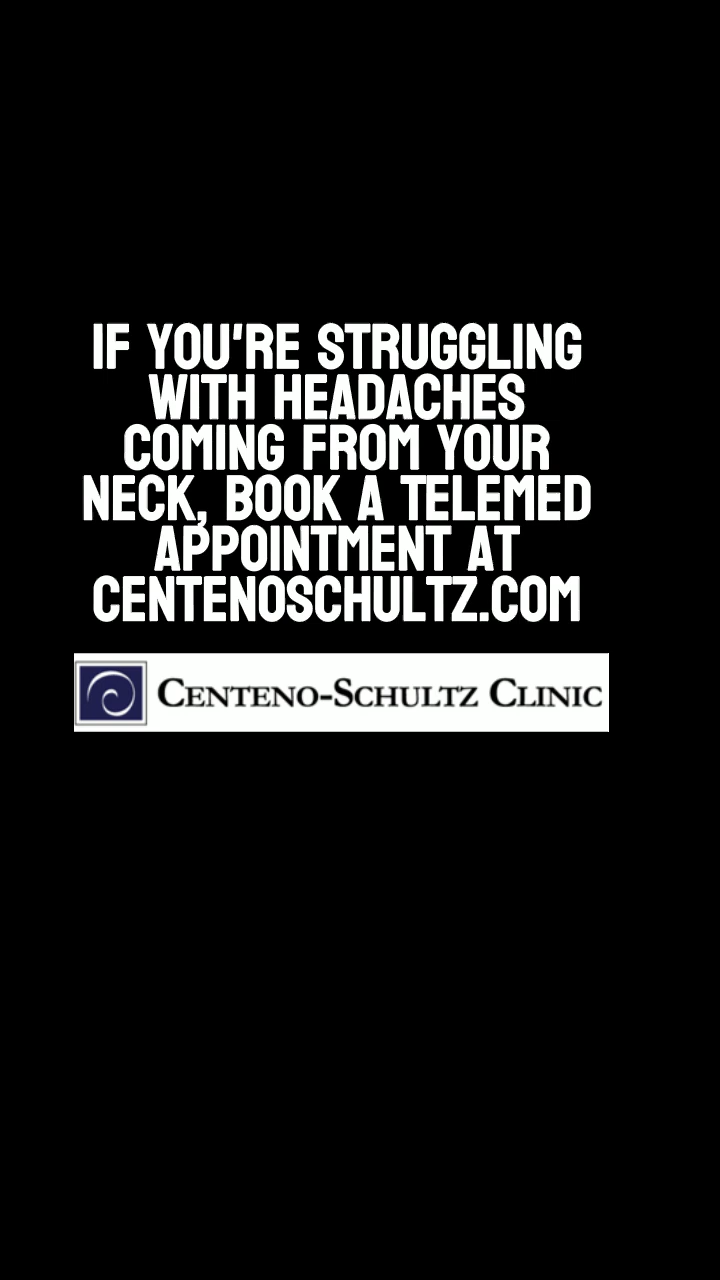 IF YOU'RE STRUGGLING
WITH HEADACHES
COMING FROM YOUR
NECK, BOOK A TELEMED
APPOINTMENT AT
CENTENOSCHULTZ.COM
CENTENO-SCHULTZ CLINIC